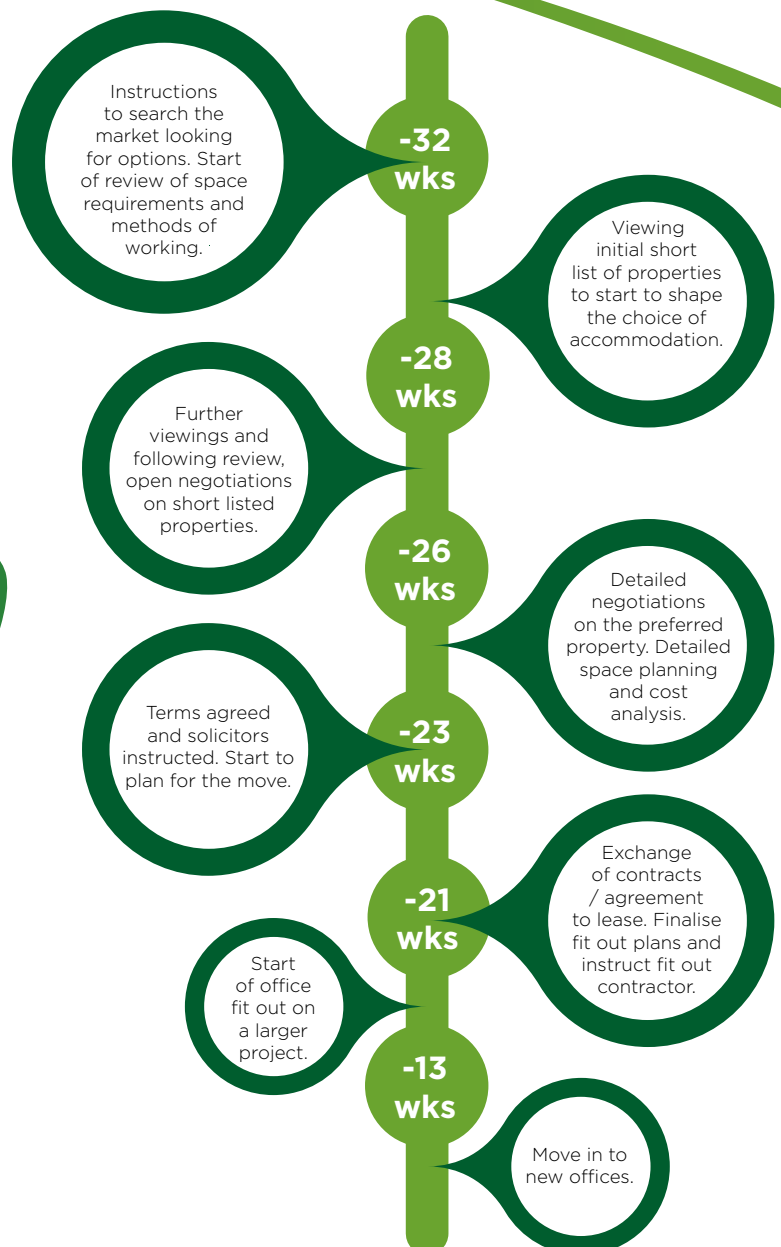 Instructions
to search the
market looking
for options. Start
of review of space
requirements and
methods of
working.
-32
wks
Viewing
initial short
list of properties
to start to shape
the choice of
accommodation.
-28
wks
Further
viewings and
following review,
open negotiations
on short listed
properties.
-26
wks
Detailed
negotiations
on the preferred
property. Detailed
space planning
and cost
analysis.
Terms agreed
and solicitors
instructed. Start to
plan for the move.
-23
wks
Exchange
of contracts
/ agreement
to lease. Finalise
fit out plans and
instruct fit out
contractor.
-21
wks
Start
of office
fit out on
a larger
project.
-13
wks
Move in to
new offices.